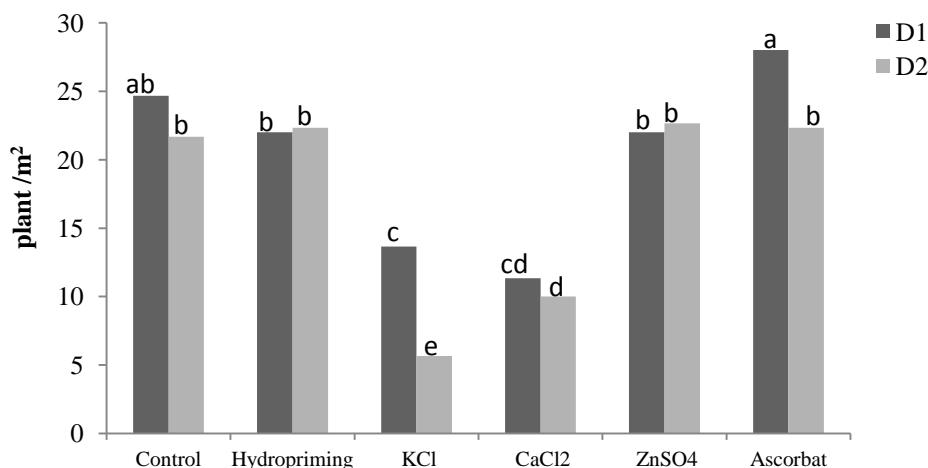 30
25
20
15
10
5
0
plant /m²
D1
D2
ab
b
b
b
c
e
cd
d
b
b
a
b
Control Hydropriming KCl CaCl2 ZnSO4 Ascorbat